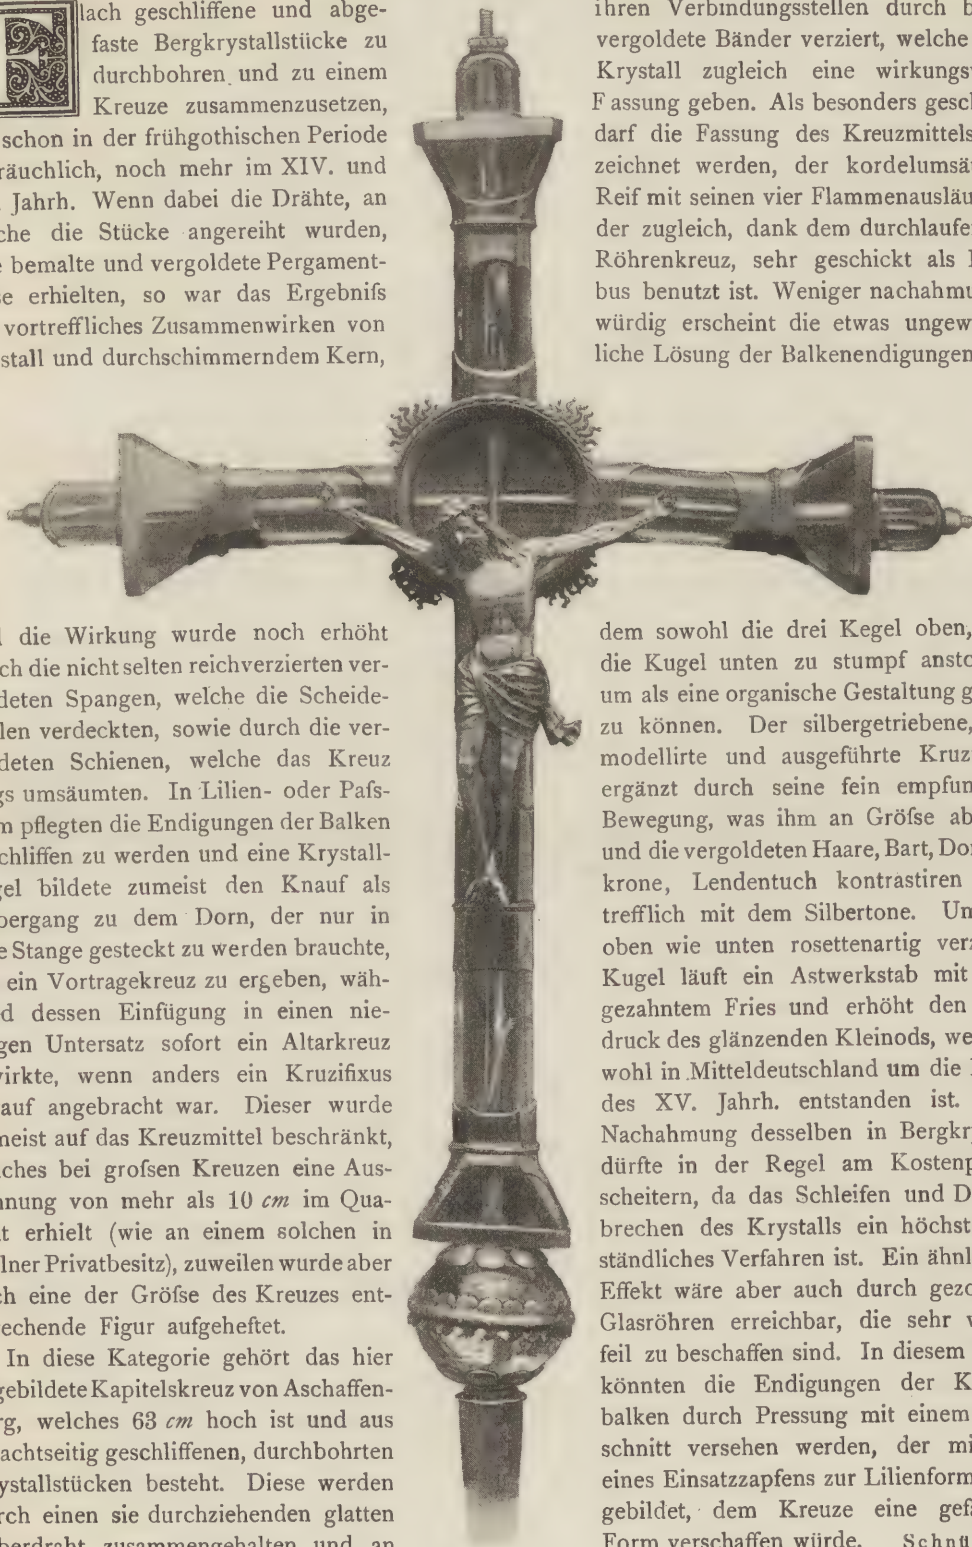 Flach geschliffene und abge-
faste Bergkrystallstücke zu
durchbohren und zu einem
Kreuze zusammenzusetzen,
schon in der frühgothischen Periode
räuchlich, noch mehr im XIV. und
Jahrh. Wenn dabei die Drähte, an
che die Stücke angereiht wurden,
bemalte und vergoldete Pergament-
se erhielten, so war das Ergebniſs
vortreffliches Zusammenwirken von
stall und durchschimmerndem Kern,
die Wirkung wurde noch erhöht
ch die nicht selten reichverzierten ver-
deten Spangen, welche die Scheide-
len verdeckten, sowie durch die ver-
deten Schienen, welche das Kreuz
gs umsäumten. In Lilien- oder Paſs-
m pflegten die Endigungen der Balken
chliffen zu werden und eine Krystall-
gel bildete zumeist den Knauf als
bergang zu dem Dorn, der nur in
e Stange gesteckt zu werden brauchte,
ein Vortragekreuz zu ergeben, wäh-
d dessen Einfügung in einen nie-
gen Untersatz sofort ein Altarkreuz
wirkte, wenn anders ein Kruzifixus
auf angebracht war. Dieser wurde
meist auf das Kreuzmittel beschränkt,
ches bei groſsen Kreuzen eine Aus-
hnung von mehr als 10 cm im Qua-
t erhielt (wie an einem solchen in
lner Privatbesitz), zuweilen wurde aber
ch eine der Gröſse des Kreuzes ent-
echende Figur aufgeheftet.
In diese Kategorie gehört das hier
gebildete Kapitelskreuz von Aschaffen-
rg, welches 63 cm hoch ist und aus
achtseitig geschliffenen, durchbohrten
ystallstücken besteht. Diese werden
rch einen sie durchziehenden glatten
berdraht zusammengehalten und an
ihren Verbindungsstellen durch b
vergoldete Bänder verziert, welche
Krystall zugleich eine wirkungs
Fassung geben. Als besonders gesch
darf die Fassung des Kreuzmittels
zeichnet werden, der kordelumsä
Reif mit seinen vier Flammenausläu
der zugleich, dank dem durchlaufe
Röhrenkreuz, sehr geschickt als
bus benutzt ist. Weniger nachahmu
würdig erscheint die etwas ungew
liche Lösung der Balkenendigungen
dem sowohl die drei Kegel oben,
die Kugel unten zu stumpf ansto
um als eine organische Gestaltung g
zu können. Der silbergetriebene,
modellirte und ausgeführte Kruz
ergänzt durch seine fein empfun
Bewegung, was ihm an Gröſse ab
und die vergoldeten Haare, Bart, Dor
krone, Lendentuch kontrastiren
trefflich mit dem Silbertone. Um
oben wie unten rosettenartig verz
Kugel läuft ein Astwerkstab mit
gezahntem Fries und erhöht den
druck des glänzenden Kleinods, we
wohl in Mitteldeutschland um die
des XV. Jahrh. entstanden ist.
Nachahmung desselben in Bergkr
dürfte in der Regel am Kostenp
scheitern, da das Schleifen und D
brechen des Krystalls ein höchst
ständliches Verfahren ist. Ein ähnl
Effekt wäre aber auch durch gezo
Glasröhren erreichbar, die sehr
feil zu beschaffen sind. In diesem
könnten die Endigungen der K
balken durch Pressung mit einem
schnitt versehen werden, der mi
eines Einsatzzapfens zur Lilienform
gebildet, dem Kreuze eine gef
Form verschaffen würde. Schnü